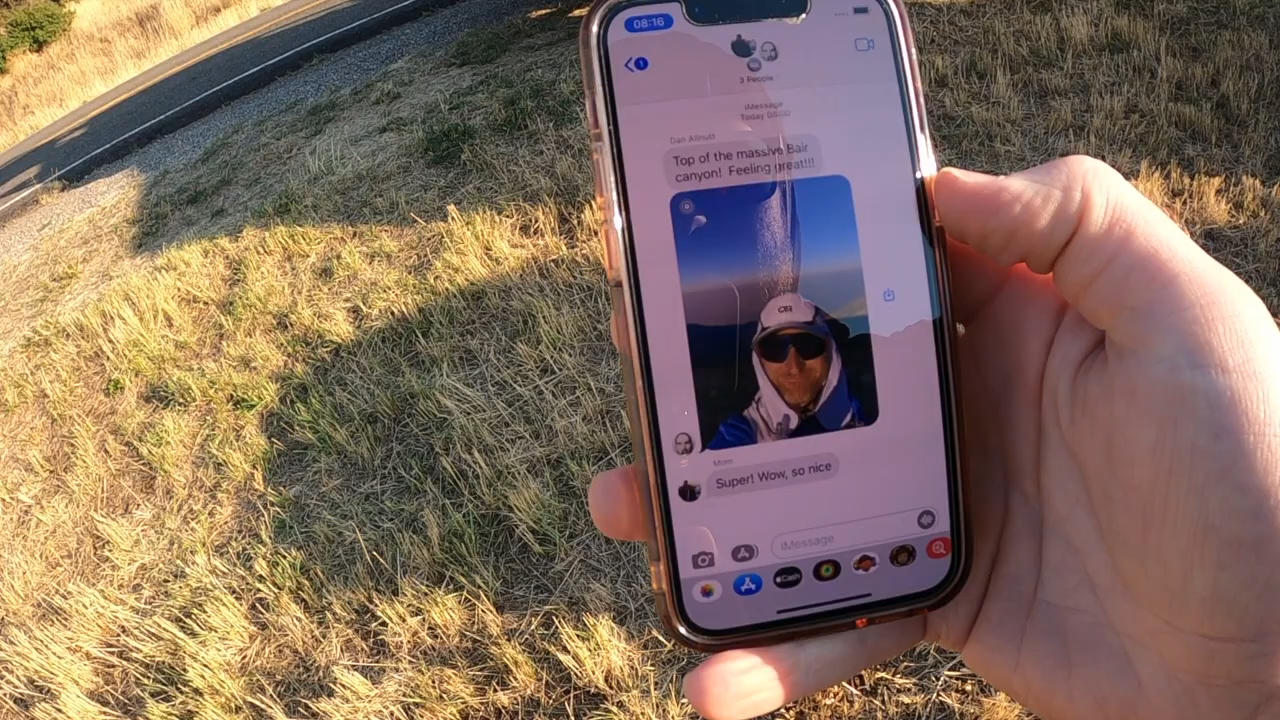 08:16
1
3 People
iMessage
Today 08:00
Dan Allnutt
Top of the massive Bair
canyon! Feeling great!!!
Mom
Super! Wow, so nice
iMessage
Cash